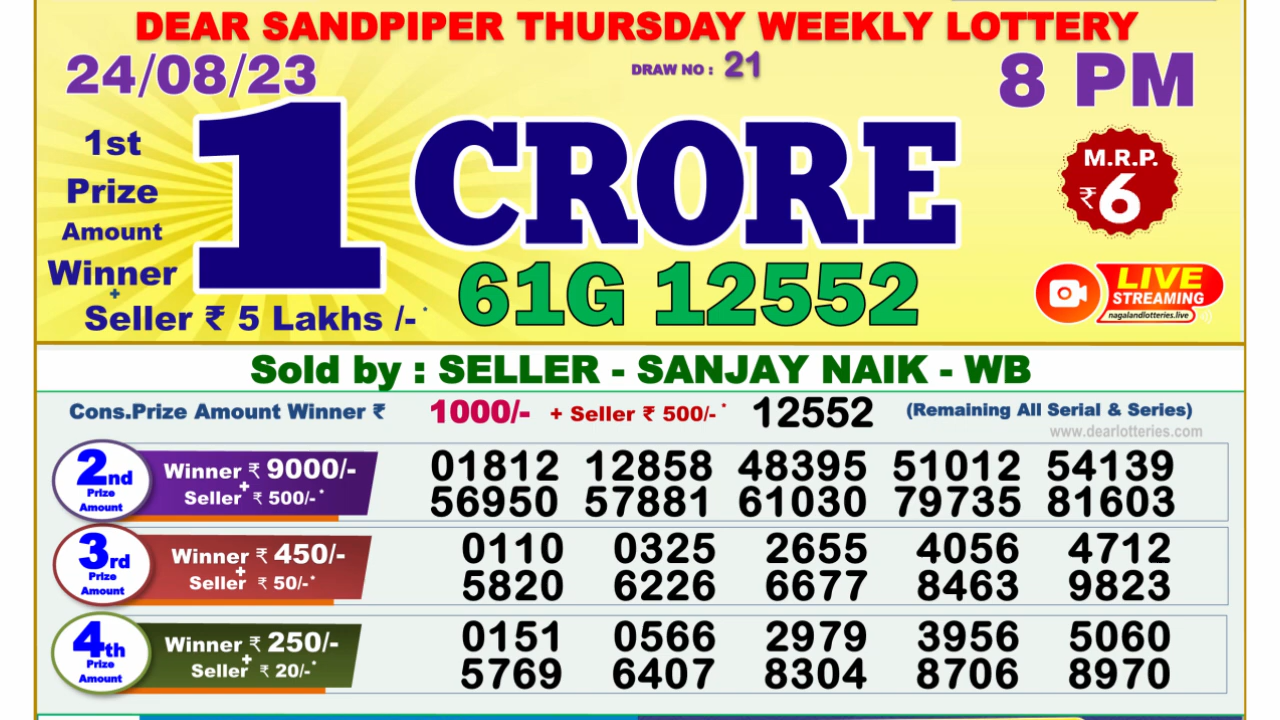 DEAR SANDPIPER THURSDAY WEEKLY LOTTERY
24/08/23
DRAW NO : 21
8 PM
1st
Prize
Amount
Winner
+
Seller ₹ 5 Lakhs /-*
1 CRORE
61G 12552
M.R.P.
₹6
LIVE
STREAMING
nagalandlotteries.live
Sold by : SELLER - SANJAY NAIK - WB
Cons.Prize Amount Winner ₹ 1000/- + Seller ₹ 500/-* 12552 (Remaining All Serial & Series)
www.dearlotteries.com
2nd
Prize
Amount
Winner ₹ 9000/-
+
Seller ₹ 500/-*
01812 12858 48395 51012 54139
56950 57881 61030 79735 81603
3rd
Prize
Amount
Winner ₹ 450/-
+
Seller ₹ 50/-*
0110 0325 2655 4056 4712
5820 6226 6677 8463 9823
4th
Prize
Amount
Winner ₹ 250/-
+
Seller ₹ 20/-*
0151 0566 2979 3956 5060
5769 6407 8304 8706 8970